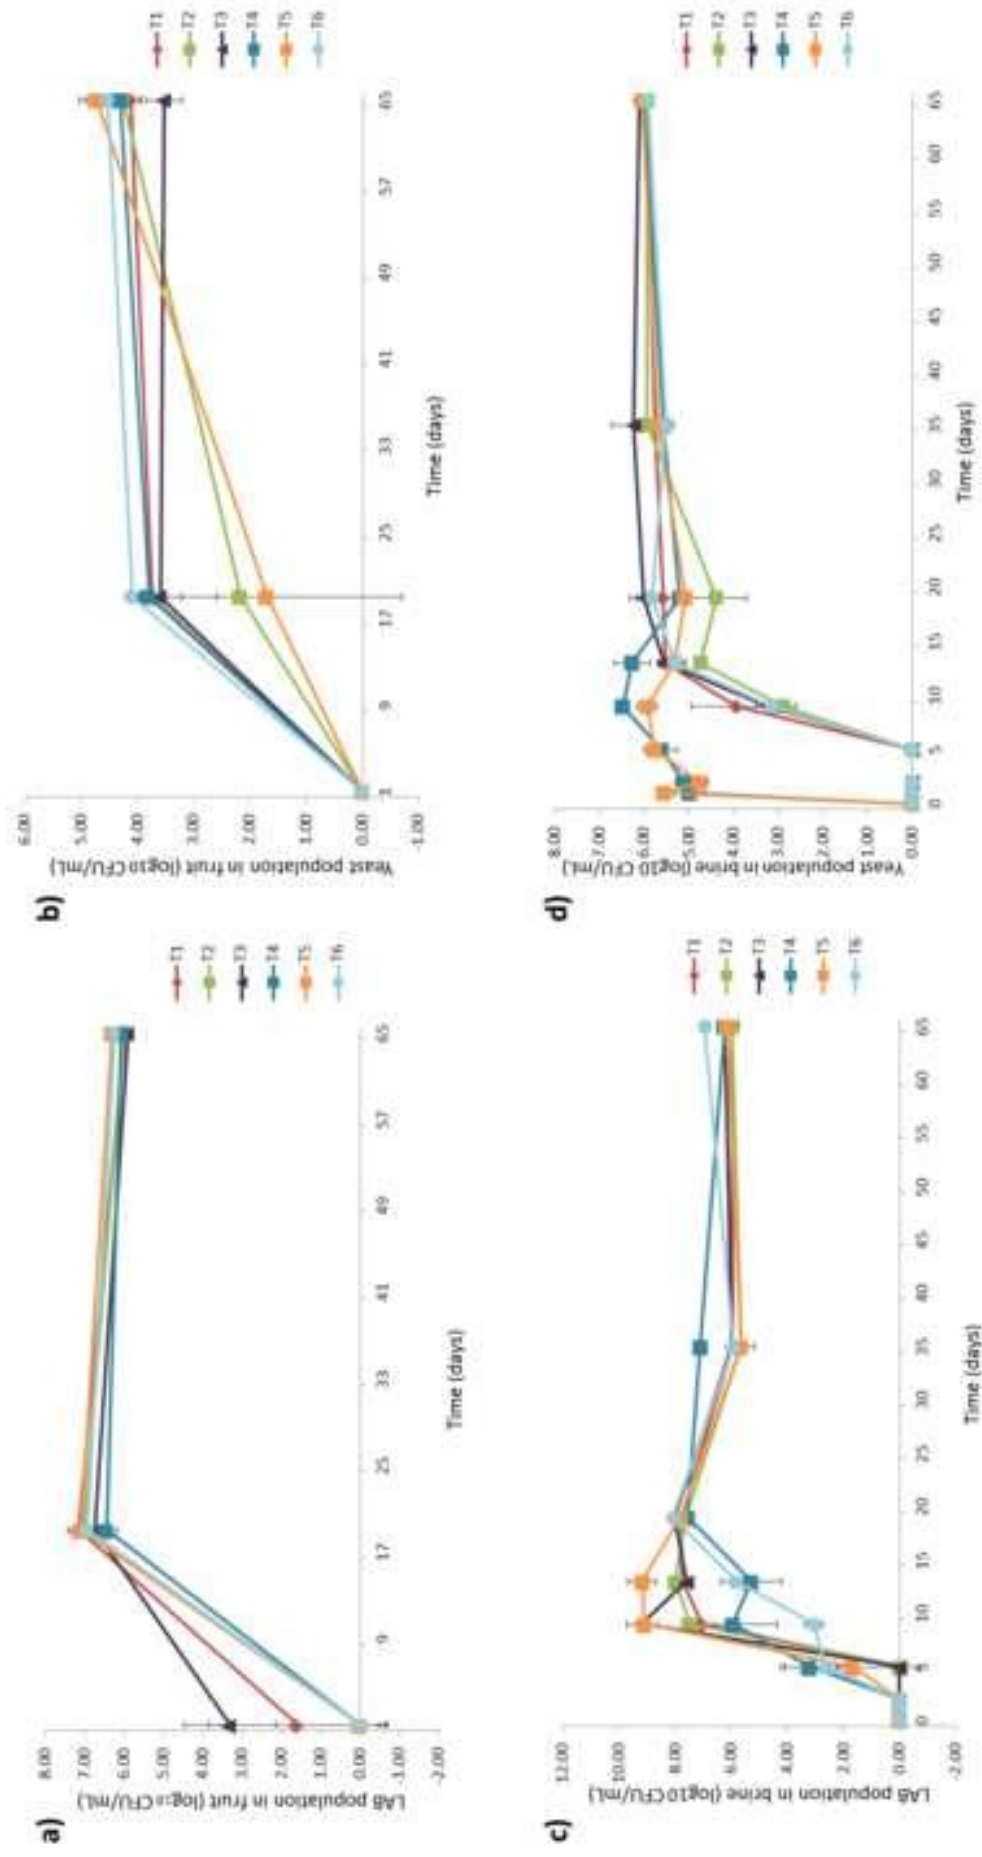 a)
LAB population in fruit (log₁₀ CFU/mL)
8.00
7.00
6.00
5.00
4.00
3.00
2.00
1.00
0.00
-1.00
-2.00
1
9
17
25
33
41
49
57
65
Time (days)
T1
T2
T3
T4
T5
T6
b)
Yeast population in fruit (log10 CFU/mL)
6.00
5.00
4.00
3.00
2.00
1.00
0.00
-1.00
1
9
17
25
33
41
49
57
65
Time (days)
T1
T2
T3
T4
T5
T6
c)
LAB population in brine (log10 CFU/mL)
12.00
10.00
8.00
6.00
4.00
2.00
0.00
-2.00
0
5
10
15
20
25
30
35
40
45
50
55
60
65
Time (days)
T1
T2
T3
T4
T5
T6
d)
Yeast population in brine (log10 CFU/mL)
8.00
7.00
6.00
5.00
4.00
3.00
2.00
1.00
0.00
0
5
10
15
20
25
30
35
40
45
50
55
60
65
Time (days)
T1
T2
T3
T4
T5
T6